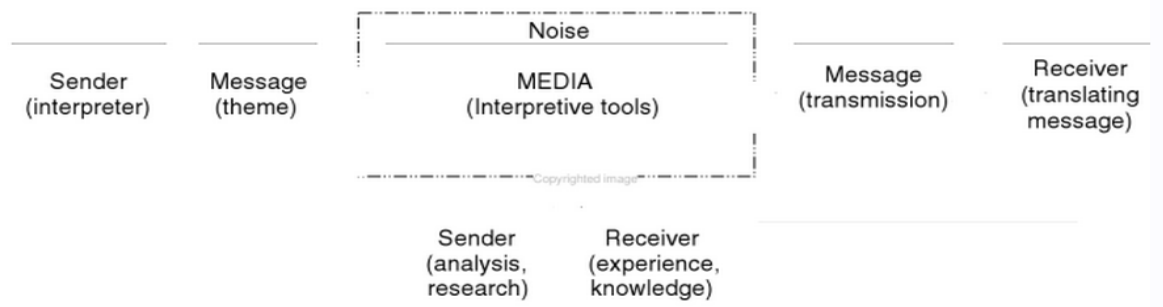 Noise
Sender
(interpreter)
Message
(theme)
MEDIA
(Interpretive tools)
Message
(transmission)
Receiver
(translating
message)
Copyrighted image
Sender
(analysis,
research)
Receiver
(experience,
knowledge)